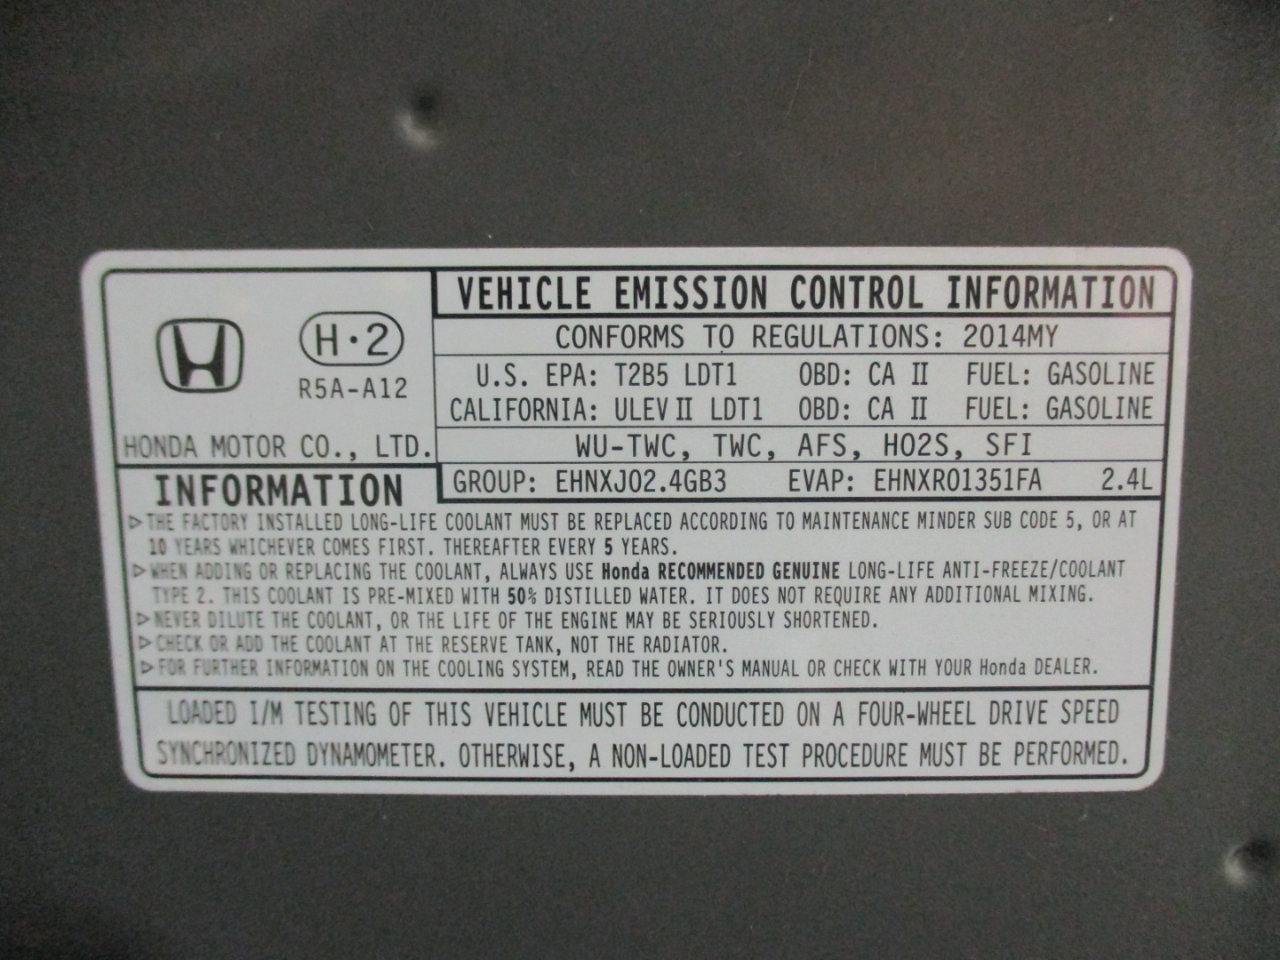 VEHICLE EMISSION CONTROL INFORMATION
H·2
R5A-A12
HONDA MOTOR CO., LTD.
CONFORMS TO REGULATIONS: 2014MY
U.S. EPA: T2B5 LDT1 OBD: CA II FUEL: GASOLINE
CALIFORNIA: ULEV II LDT1 OBD: CA II FUEL: GASOLINE
WU-TWC, TWC, AFS, HO2S, SFI
GROUP: EHNXJ02.4GB3 EVAP: EHNXR01351FA 2.4L
INFORMATION
▷ THE FACTORY INSTALLED LONG-LIFE COOLANT MUST BE REPLACED ACCORDING TO MAINTENANCE MINDER SUB CODE 5, OR AT
10 YEARS WHICHEVER COMES FIRST. THEREAFTER EVERY 5 YEARS.
▷ WHEN ADDING OR REPLACING THE COOLANT, ALWAYS USE Honda RECOMMENDED GENUINE LONG-LIFE ANTI-FREEZE/COOLANT
TYPE 2. THIS COOLANT IS PRE-MIXED WITH 50% DISTILLED WATER. IT DOES NOT REQUIRE ANY ADDITIONAL MIXING.
▷ NEVER DILUTE THE COOLANT, OR THE LIFE OF THE ENGINE MAY BE SERIOUSLY SHORTENED.
▷ CHECK OR ADD THE COOLANT AT THE RESERVE TANK, NOT THE RADIATOR.
▷ FOR FURTHER INFORMATION ON THE COOLING SYSTEM, READ THE OWNER'S MANUAL OR CHECK WITH YOUR Honda DEALER.
LOADED I/M TESTING OF THIS VEHICLE MUST BE CONDUCTED ON A FOUR-WHEEL DRIVE SPEED
SYNCHRONIZED DYNAMOMETER. OTHERWISE, A NON-LOADED TEST PROCEDURE MUST BE PERFORMED.